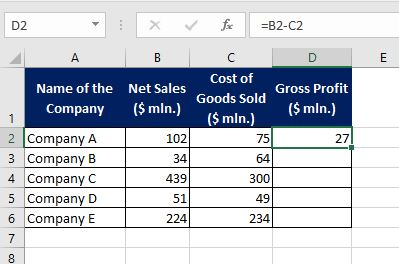 D2 fx =B2-C2
A B C D E
1 Name of the Company Net Sales ($ mln.) Cost of Goods Sold ($ mln.) Gross Profit ($ mln.)
2 Company A 102 75 27
3 Company B 34 64
4 Company C 439 300
5 Company D 51 49
6 Company E 224 234
7
8